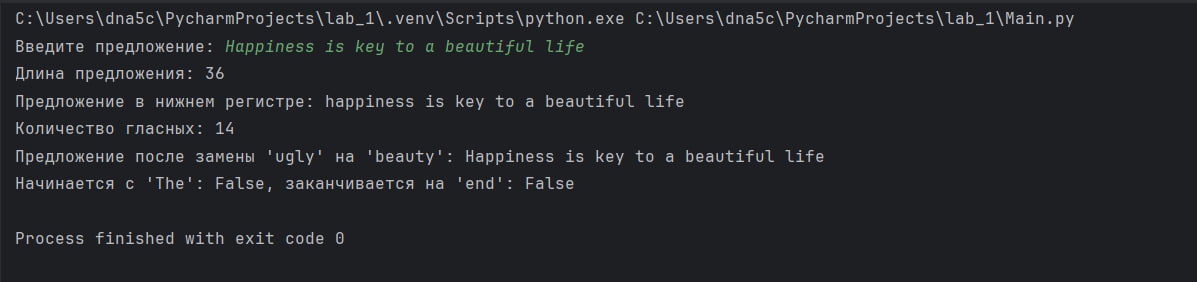 C:\Users\dna5c\PycharmProjects\lab_1\.venv\Scripts\python.exe C:\Users\dna5c\PycharmProjects\lab_1\Main.py
Введите предложение: Happiness is key to a beautiful life
Длина предложения: 36
Предложение в нижнем регистре: happiness is key to a beautiful life
Количество гласных: 14
Предложение после замены 'ugly' на 'beauty': Happiness is key to a beautiful life
Начинается с 'The': False, заканчивается на 'end': False
Process finished with exit code 0